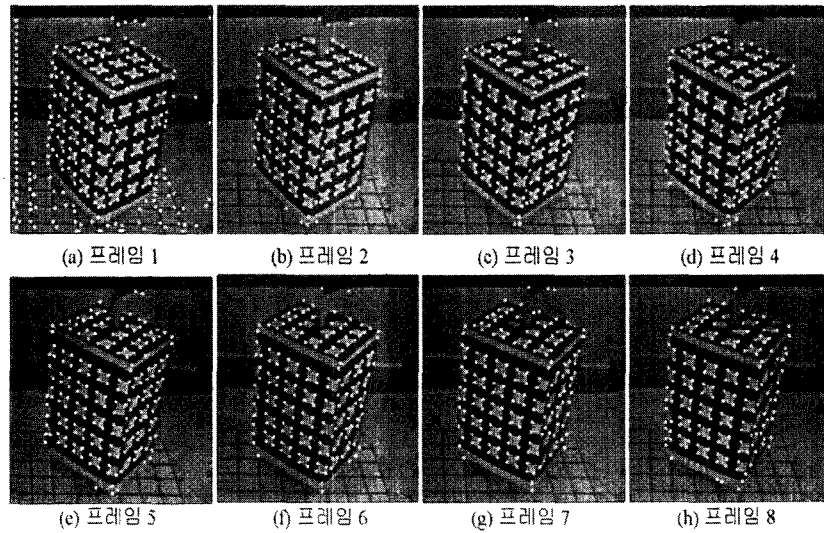 (a) 프레임 1
(b) 프레임 2
(c) 프레임 3
(d) 프레임 4
(e) 프레임 5
(f) 프레임 6
(g) 프레임 7
(h) 프레임 8